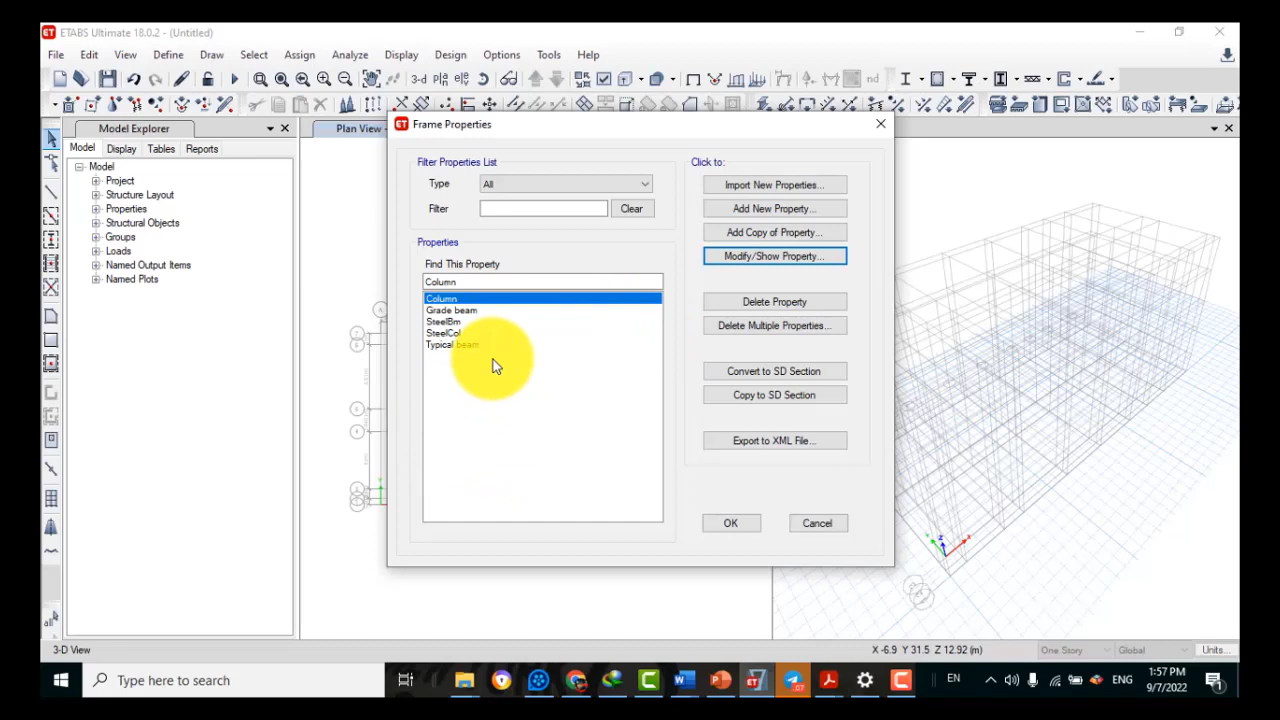 ETABS Ultimate 18.0.2 - (Untitled)
File Edit View Define Draw Select Assign Analyze Display Design Options Tools Help
3-D
nd
Model Explorer
Plan View
Model Display Tables Reports
Model
Project
Structure Layout
Properties
Structural Objects
Groups
Loads
Named Output Items
Named Plots
Frame Properties
Filter Properties List
Type All
Filter Clear
Properties
Find This Property
Column
Column
Grade beam
SteelBm
SteelCol
Typical beam
Click to:
Import New Properties...
Add New Property...
Add Copy of Property...
Modify/Show Property...
Delete Property
Delete Multiple Properties...
Convert to SD Section
Copy to SD Section
Export to XML File...
OK Cancel
all
3-D View X -6.9 Y 31.5 Z 12.92 (m) One Story Global Units...
Type here to search
EN
ENG
1:57 PM
9/7/2022